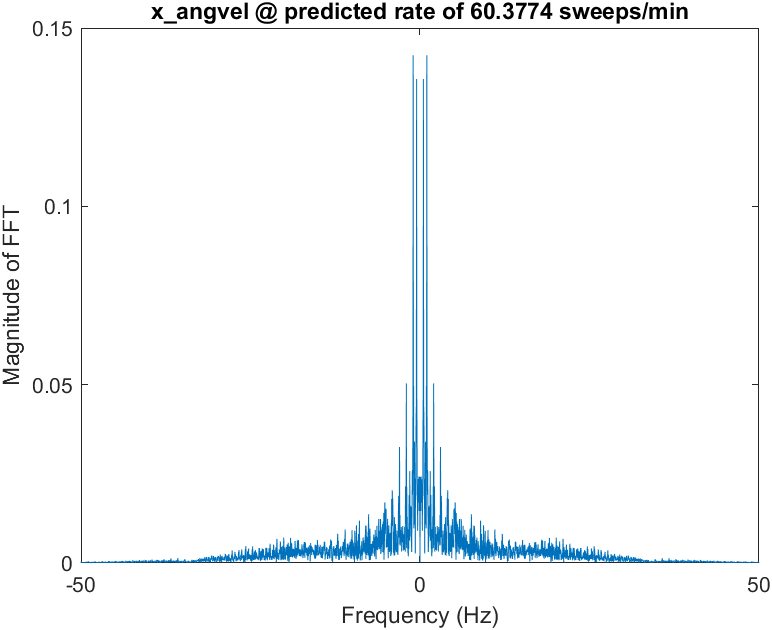 x_angvel @ predicted rate of 60.3774 sweeps/min
0.15
0.1
0.05
0
-50
0
50
Magnitude of FFT
Frequency (Hz)